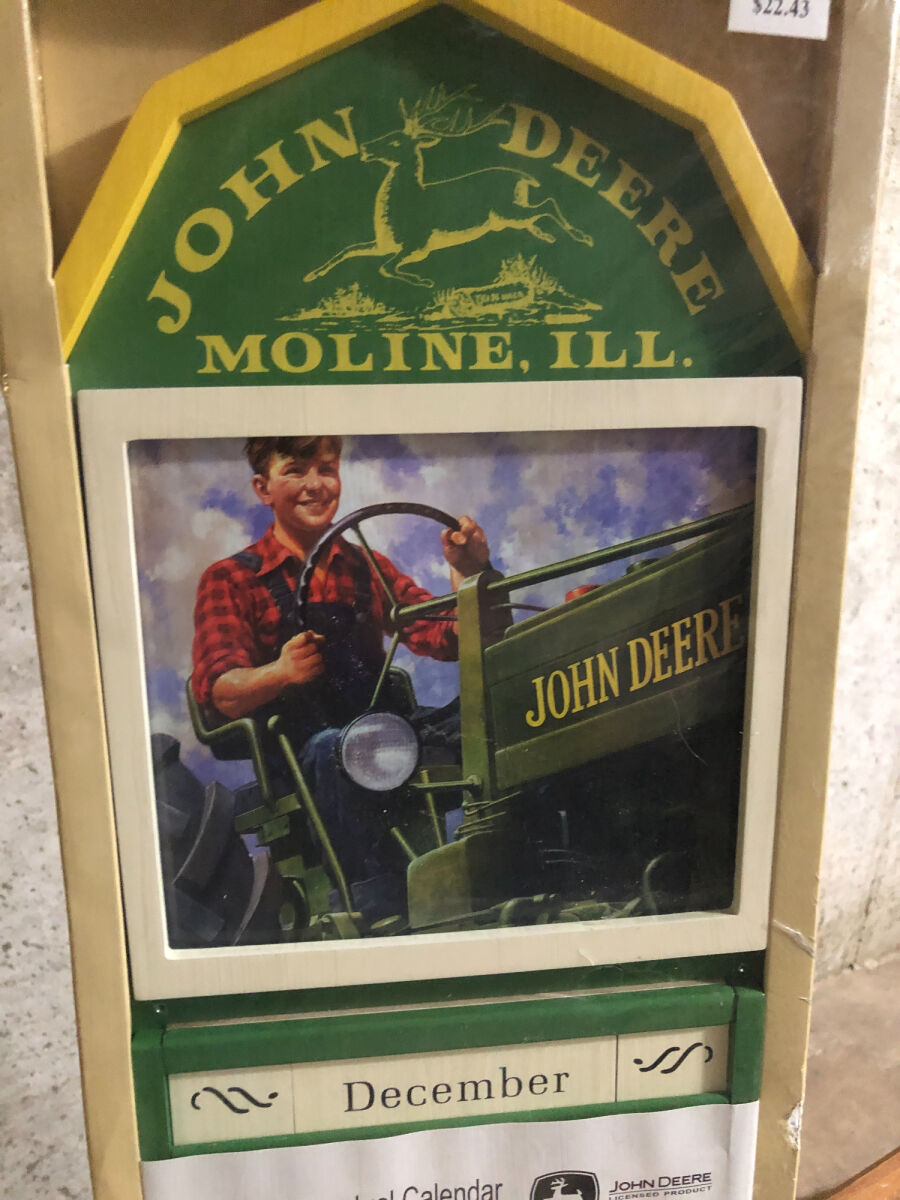 $22.43
JOHN DEERE
MOLINE, ILL.
JOHN DEERE
December
Calendar
JOHN DEERE
LICENSED PRODUCT